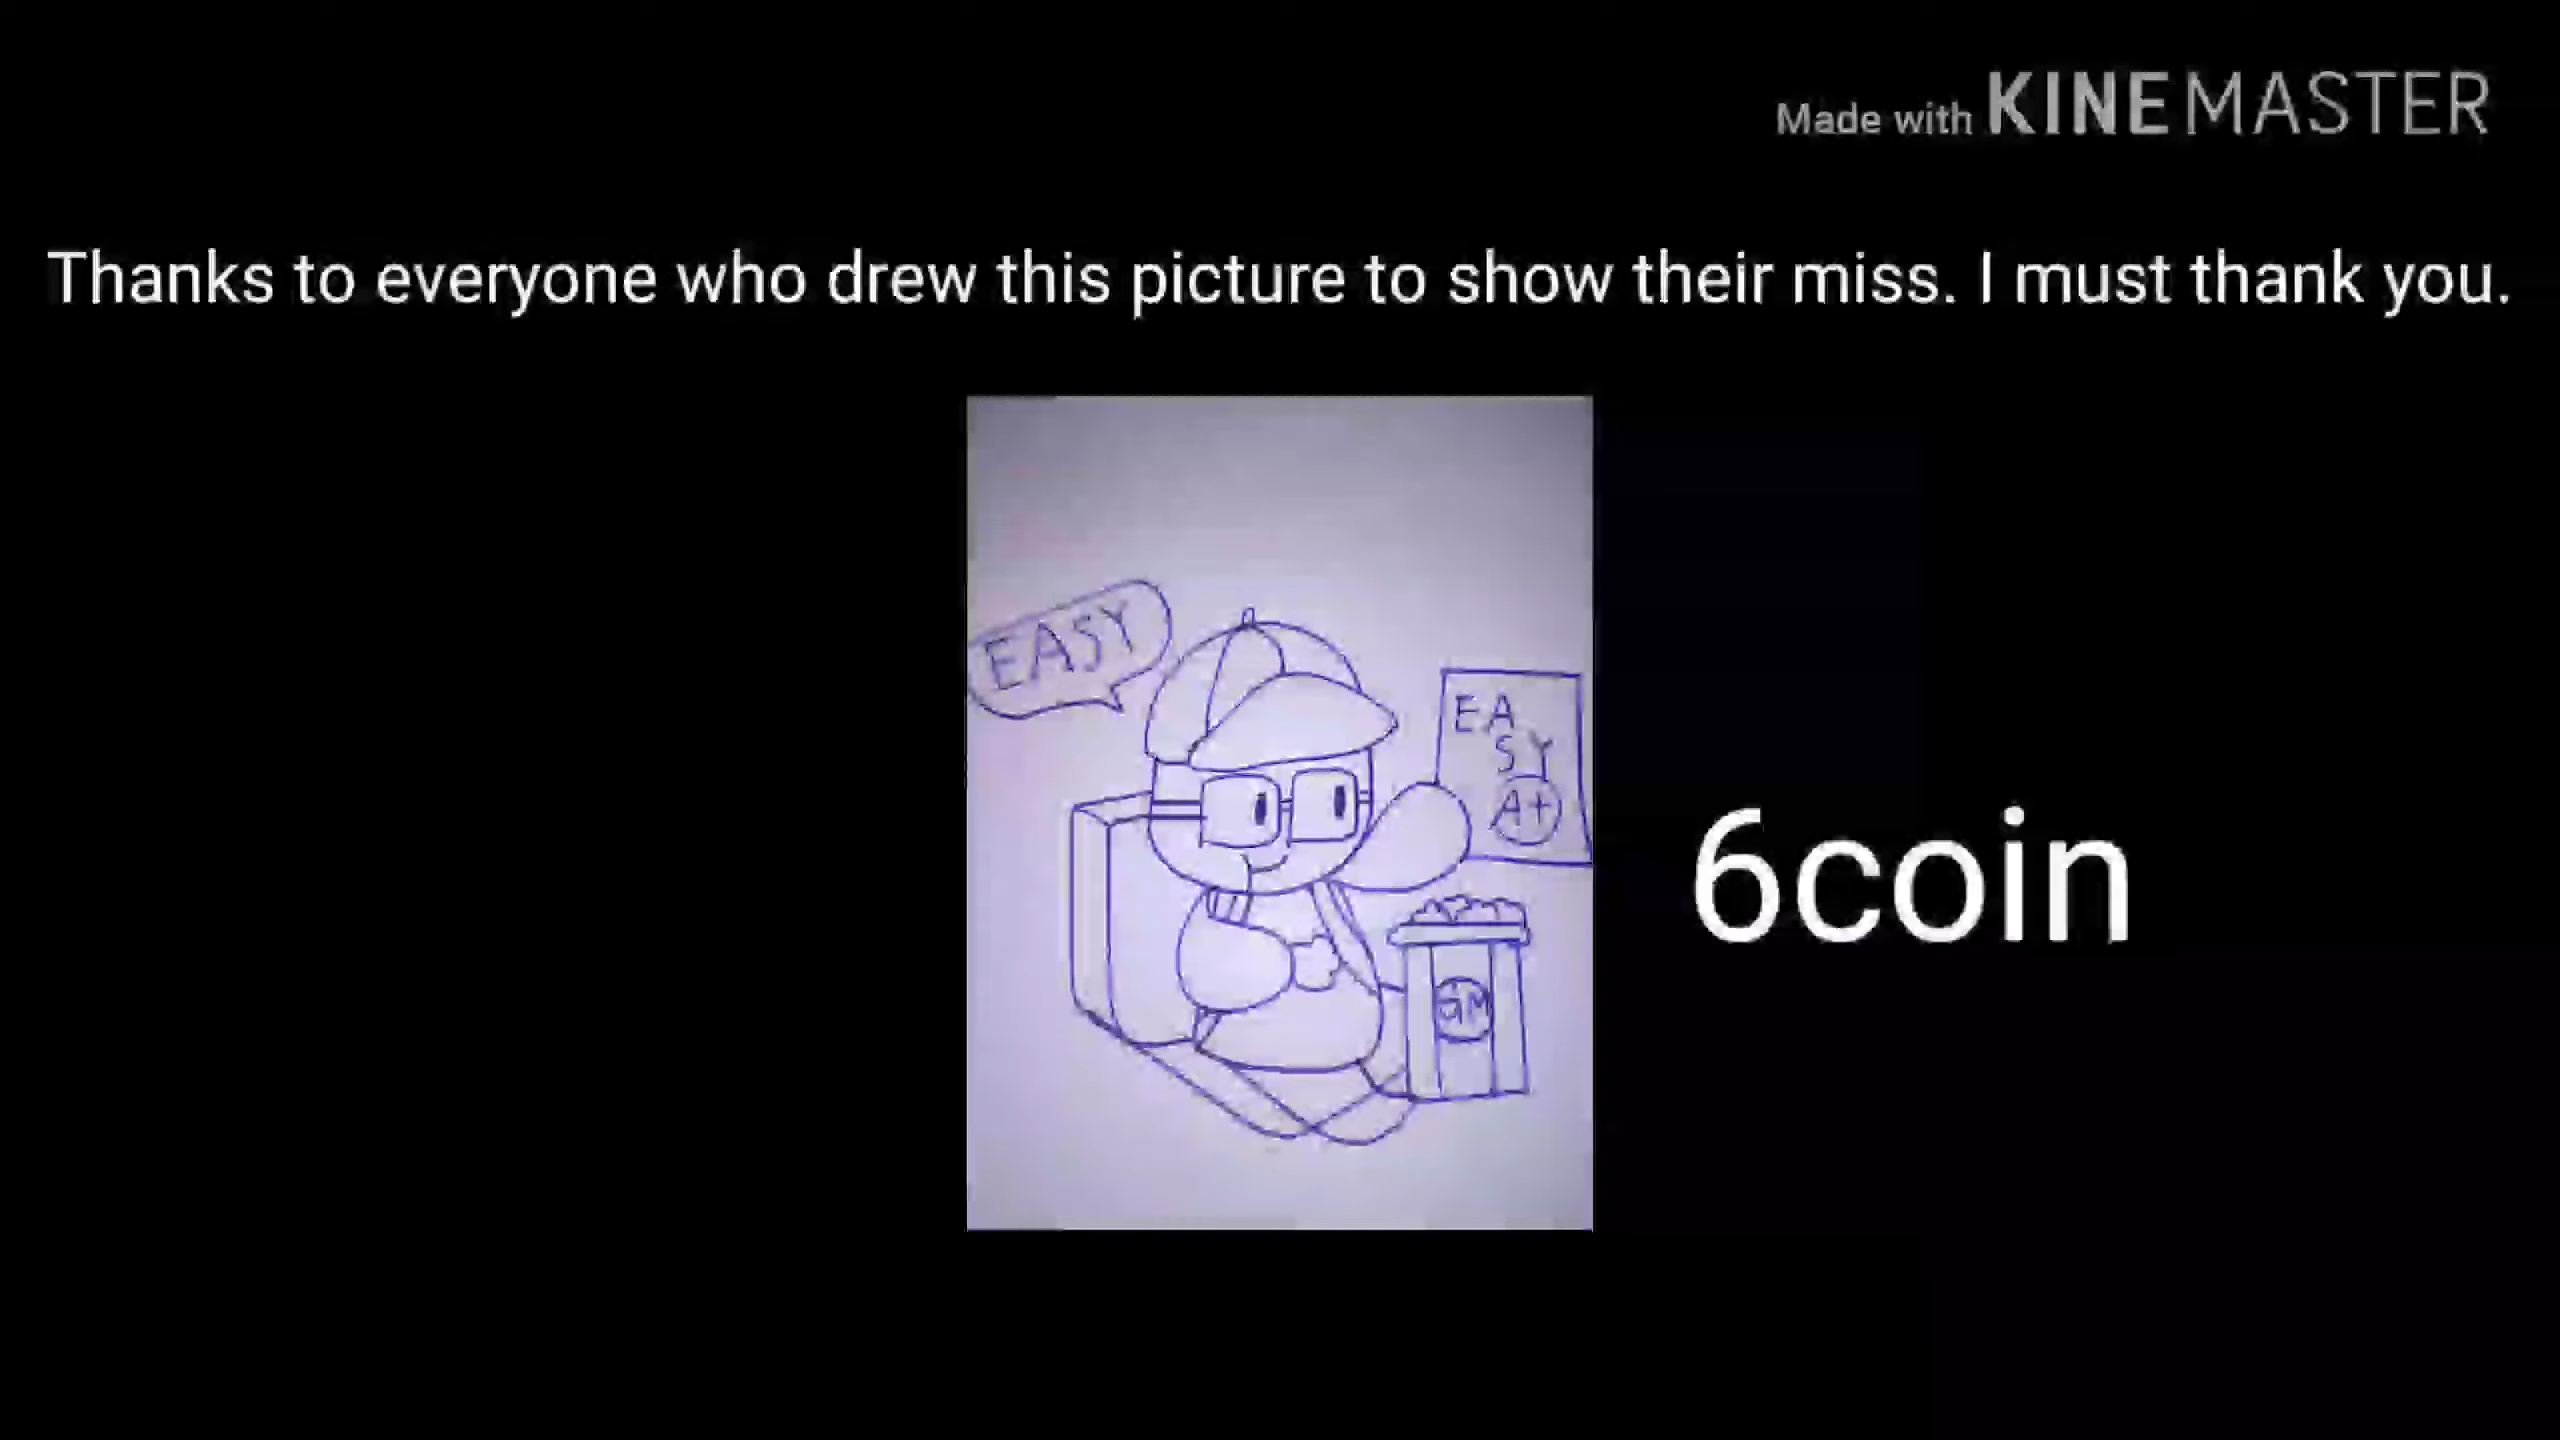 Made with KINEMASTER
Thanks to everyone who drew this picture to show their miss. I must thank you.
EASY
EA
SY
A+
6coin
GM